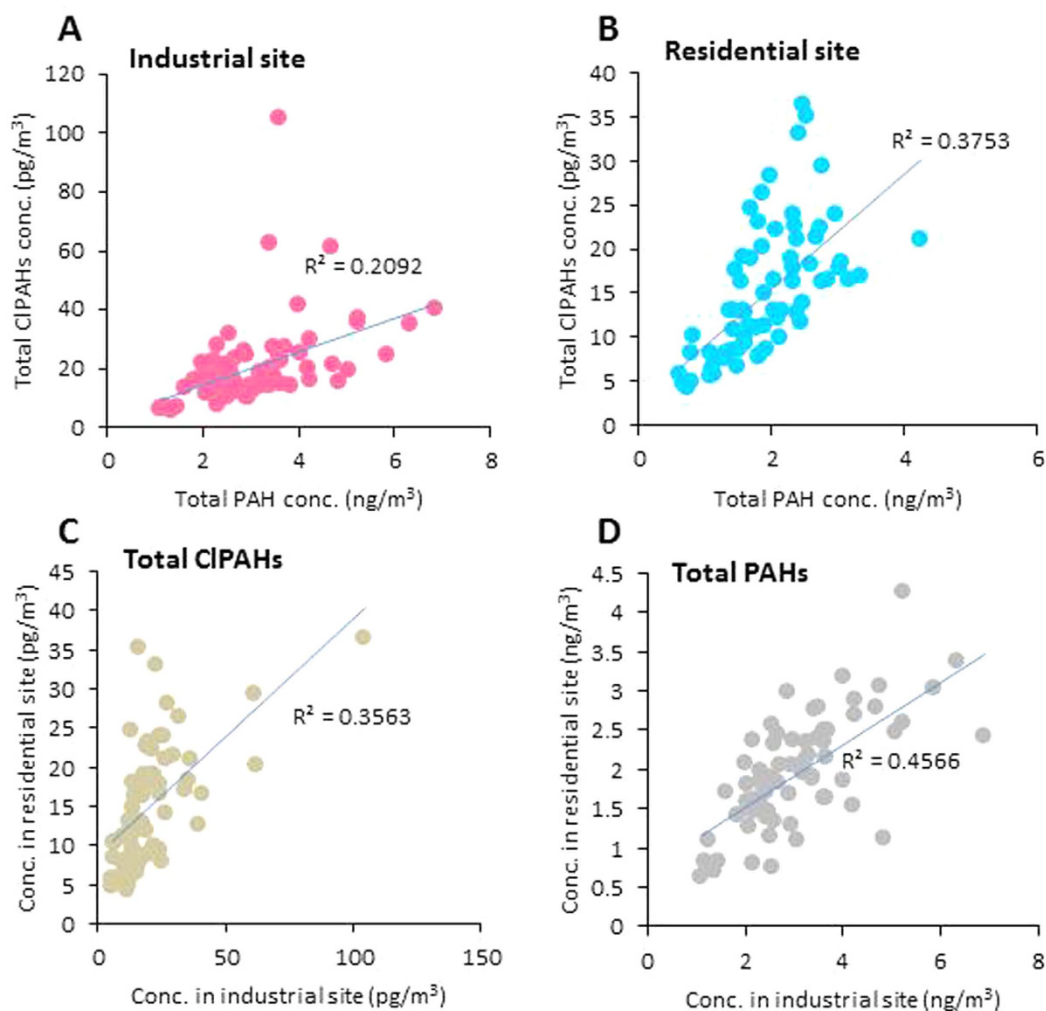 A
Industrial site
Total ClPAHs conc. (pg/m³)
120
100
80
60
40
20
0
R² = 0.2092
0 2 4 6 8
Total PAH conc. (ng/m³)
B
Residential site
Total ClPAHs conc. (pg/m³)
40
35
30
25
20
15
10
5
0
R² = 0.3753
0 2 4 6
Total PAH conc. (ng/m³)
C
Total ClPAHs
Conc. in residential site (pg/m³)
45
40
35
30
25
20
15
10
5
0
R² = 0.3563
0 50 100 150
Conc. in industrial site (pg/m³)
D
Total PAHs
Conc. in residential site (ng/m³)
4.5
4
3.5
3
2.5
2
1.5
1
0.5
0
R² = 0.4566
0 2 4 6 8
Conc. in industrial site (ng/m³)